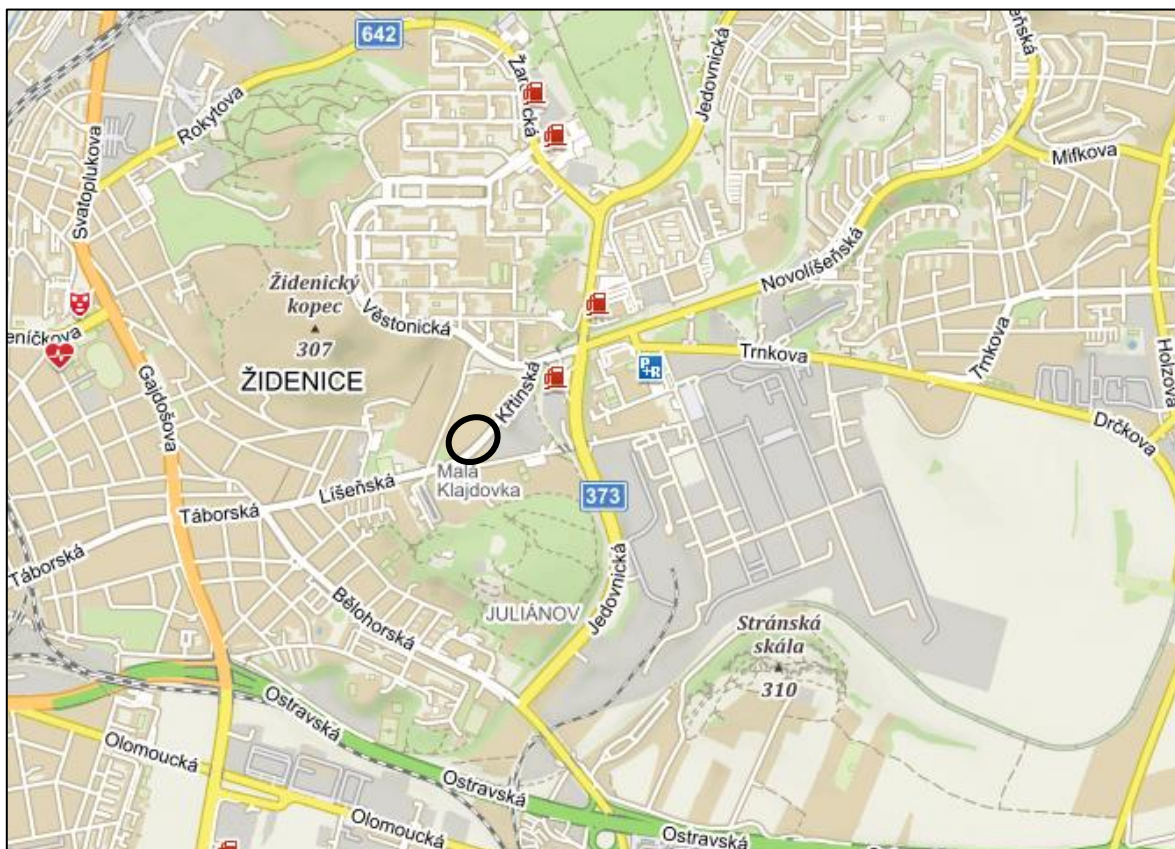 642
Jedovnická
Rokytova
Svatoplukova
Mifkova
Novolíšeňská
Židenický
kopec
307
Věstonická
ŽIDENICE
Gajdošova
Křtinská
P+R
Trnkova
Trnkova
Holzova
Drčkova
Malá
Klajdovka
Líšeňská
Táborská
Táborská
373
Bělohorská
JULIÁNOV
Jedovnická
Stránská
skála
310
Ostravská
Olomoucká
Ostravská
Olomoucká
Ostravská